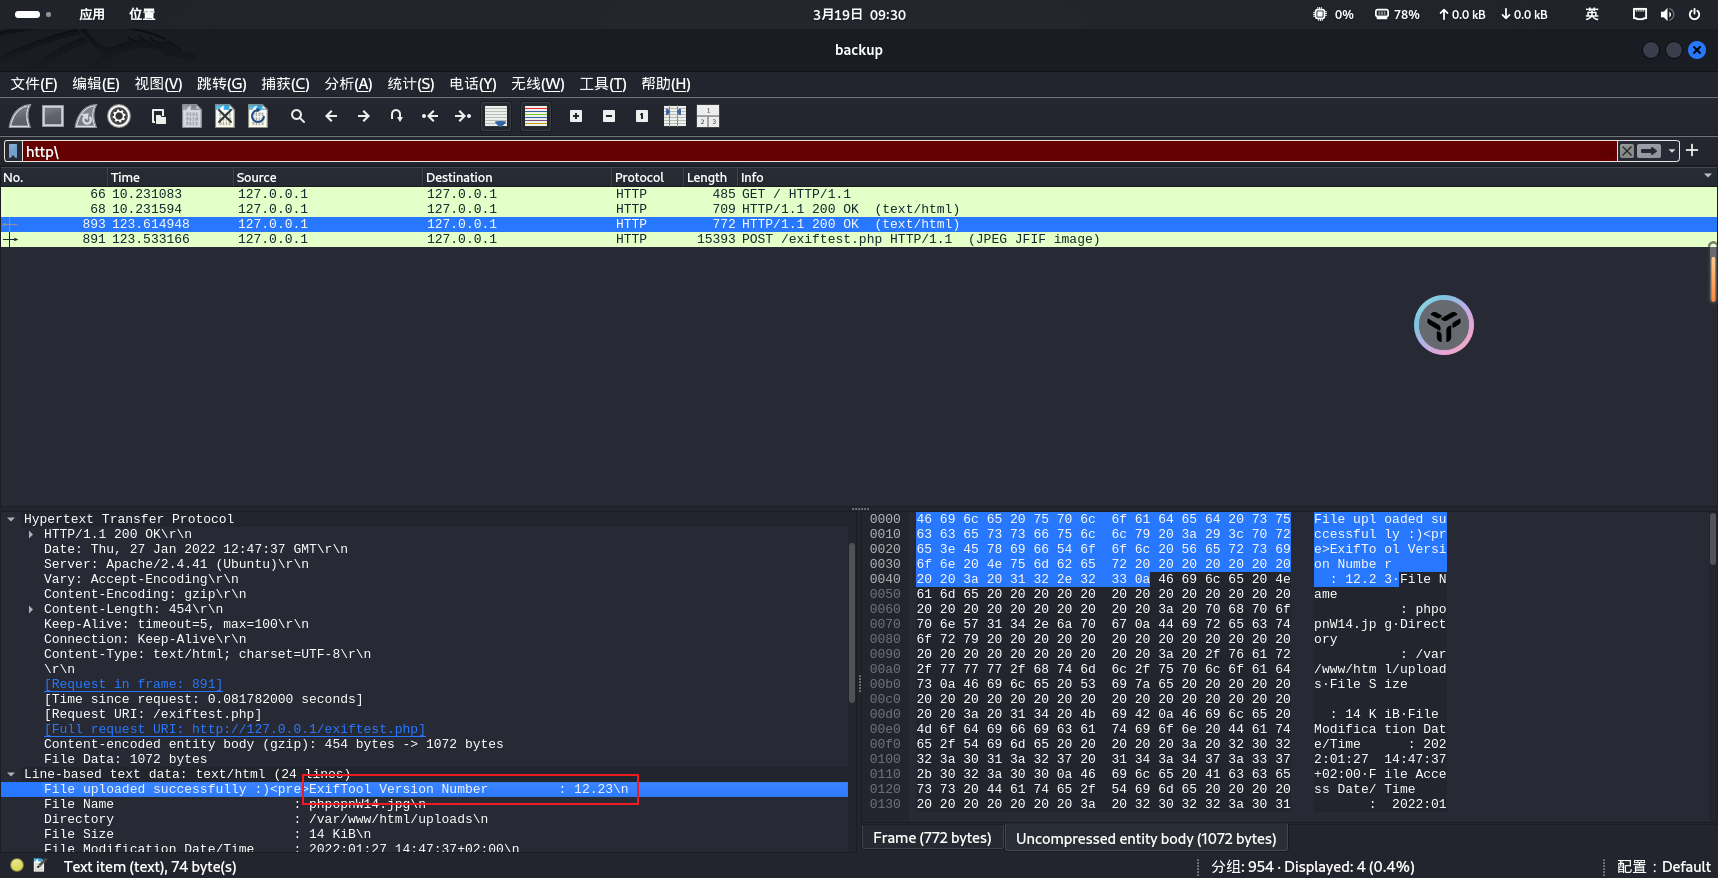 应用 位置 3月19日 09:30 0% 78% 0.0 kB 0.0 kB 英
backup
文件(F) 编辑(E) 视图(V) 跳转(G) 捕获(C) 分析(A) 统计(S) 电话(Y) 无线(W) 工具(T) 帮助(H)
http\
No. Time Source Destination Protocol Length Info
66 10.231083 127.0.0.1 127.0.0.1 HTTP 485 GET / HTTP/1.1
68 10.231594 127.0.0.1 127.0.0.1 HTTP 709 HTTP/1.1 200 OK (text/html)
893 123.614948 127.0.0.1 127.0.0.1 HTTP 772 HTTP/1.1 200 OK (text/html)
891 123.533166 127.0.0.1 127.0.0.1 HTTP 15393 POST /exiftest.php HTTP/1.1 (JPEG JFIF image)
Hypertext Transfer Protocol
HTTP/1.1 200 OK\r\n
Date: Thu, 27 Jan 2022 12:47:37 GMT\r\n
Server: Apache/2.4.41 (Ubuntu)\r\n
Vary: Accept-Encoding\r\n
Content-Encoding: gzip\r\n
Content-Length: 454\r\n
Keep-Alive: timeout=5, max=100\r\n
Connection: Keep-Alive\r\n
Content-Type: text/html; charset=UTF-8\r\n
\r\n
[Request in frame: 891]
[Time since request: 0.081782000 seconds]
[Request URI: /exiftest.php]
[Full request URI: http://127.0.0.1/exiftest.php]
Content-encoded entity body (gzip): 454 bytes -> 1072 bytes
File Data: 1072 bytes
Line-based text data: text/html (24 lines)
File uploaded successfully :)<pre>ExifTool Version Number : 12.23\n
File Name : phpopnW14.jpg\n
Directory : /var/www/html/uploads\n
File Size : 14 KiB\n
File Modification Date/Time : 2022:01:27 14:47:37+02:00\n
0000 46 69 6c 65 20 75 70 6c 6f 61 64 65 64 20 73 75 File upl oaded su
0010 63 63 65 73 73 66 75 6c 6c 79 20 3a 29 3c 70 72 ccessful ly :)<pr
0020 65 3e 45 78 69 66 54 6f 6f 6c 20 56 65 72 73 69 e>ExifTo ol Versi
0030 6f 6e 20 4e 75 6d 62 65 72 20 20 20 20 20 20 20 on Numbe r
0040 20 20 3a 20 31 32 2e 32 33 0a 46 69 6c 65 20 4e : 12.2 3·File N
0050 61 6d 65 20 20 20 20 20 20 20 20 20 20 20 20 20 ame
0060 20 20 20 20 20 20 20 20 20 20 3a 20 70 68 70 6f : phpo
0070 70 6e 57 31 34 2e 6a 70 67 0a 44 69 72 65 63 74 pnW14.jp g·Direct
0080 6f 72 79 20 20 20 20 20 20 20 20 20 20 20 20 20 ory
0090 20 20 20 20 20 20 20 20 20 20 3a 20 2f 76 61 72 : /var
00a0 2f 77 77 77 2f 68 74 6d 6c 2f 75 70 6c 6f 61 64 /www/htm l/upload
00b0 73 0a 46 69 6c 65 20 53 69 7a 65 20 20 20 20 20 s·File S ize
00c0 20 20 20 20 20 20 20 20 20 20 20 20 20 20 20 20
00d0 20 20 3a 20 31 34 20 4b 69 42 0a 46 69 6c 65 20 : 14 K iB·File
00e0 4d 6f 64 69 66 69 63 61 74 69 6f 6e 20 44 61 74 Modifica tion Dat
00f0 65 2f 54 69 6d 65 20 20 20 20 20 3a 20 32 30 32 e/Time : 202
0100 32 3a 30 31 3a 32 37 20 31 34 3a 34 37 3a 33 37 2:01:27 14:47:37
0110 2b 30 32 3a 30 30 0a 46 69 6c 65 20 41 63 63 65 +02:00·F ile Acce
0120 73 73 20 44 61 74 65 2f 54 69 6d 65 20 20 20 20 ss Date/ Time
0130 20 20 20 20 20 20 20 3a 20 32 30 32 32 3a 30 31 : 2022:01
Frame (772 bytes) Uncompressed entity body (1072 bytes)
Text item (text), 74 byte(s) 分组: 954 · Displayed: 4 (0.4%) 配置：Default